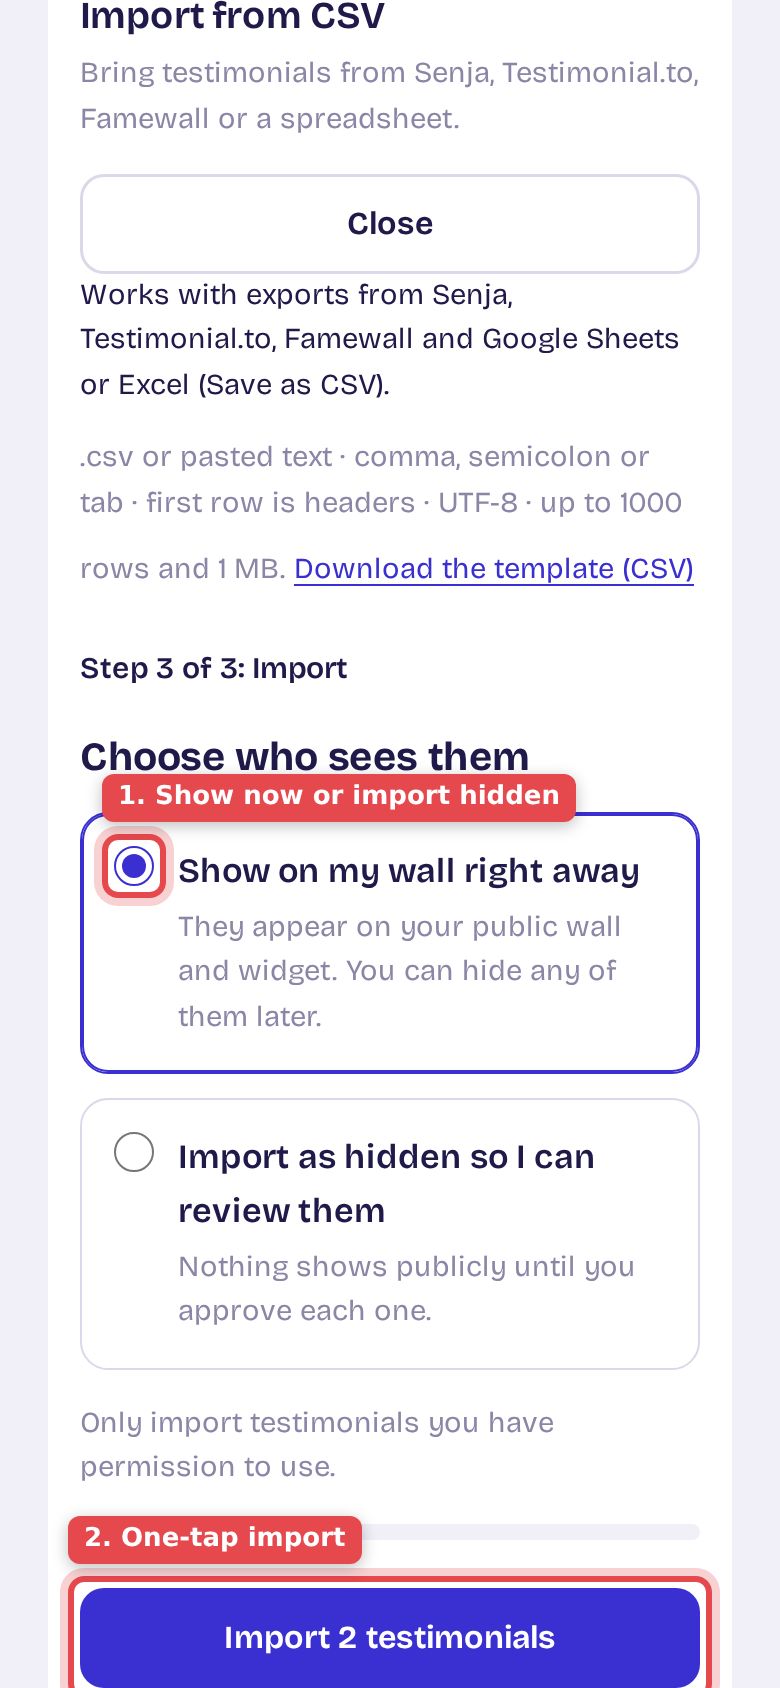 Import from CSV
Bring testimonials from Senja, Testimonial.to,
Famewall or a spreadsheet.
Close
Works with exports from Senja,
Testimonial.to, Famewall and Google Sheets
or Excel (Save as CSV).
.csv or pasted text · comma, semicolon or
tab · first row is headers · UTF-8 · up to 1000
rows and 1 MB. Download the template (CSV)
Step 3 of 3: Import
Choose who sees them
1. Show now or import hidden
Show on my wall right away
They appear on your public wall
and widget. You can hide any of
them later.
Import as hidden so I can
review them
Nothing shows publicly until you
approve each one.
Only import testimonials you have
permission to use.
2. One-tap import
Import 2 testimonials